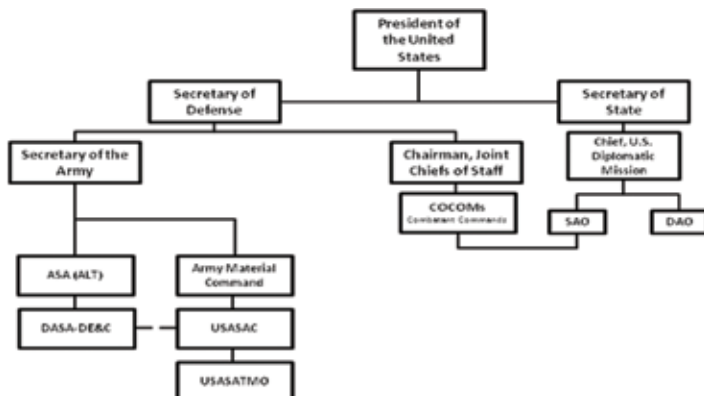 President of
the United
States
Secretary of
Defense
Secretary of
State
Secretary of the
Army
Chairman, Joint
Chiefs of Staff
Chief, U.S.
Diplomatic
Mission
COCOMs
Combatant Commands
SAO
DAO
ASA (ALT)
Army Material
Command
DASA-DE&C
USASAC
USASATMO